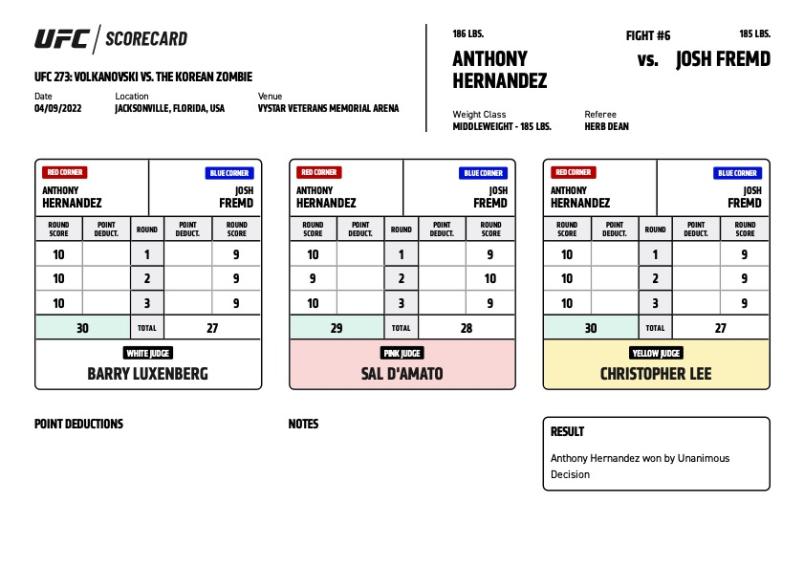 UFC / SCORECARD
UFC 273: VOLKANOVSKI VS. THE KOREAN ZOMBIE
Date Location Venue
04/09/2022 JACKSONVILLE, FLORIDA, USA VYSTAR VETERANS MEMORIAL ARENA
186 LBS. FIGHT #6 185 LBS.
ANTHONY HERNANDEZ vs. JOSH FREMD
Weight Class Referee
MIDDLEWEIGHT - 185 LBS. HERB DEAN
RED CORNER BLUE CORNER
ANTHONY JOSH
HERNANDEZ FREMD
ROUND SCORE POINT DEDUCT. ROUND POINT DEDUCT. ROUND SCORE
10 1 9
10 2 9
10 3 9
30 TOTAL 27
WHITE JUDGE
BARRY LUXENBERG
RED CORNER BLUE CORNER
ANTHONY JOSH
HERNANDEZ FREMD
ROUND SCORE POINT DEDUCT. ROUND POINT DEDUCT. ROUND SCORE
10 1 9
9 2 10
10 3 9
29 TOTAL 28
PINK JUDGE
SAL D'AMATO
RED CORNER BLUE CORNER
ANTHONY JOSH
HERNANDEZ FREMD
ROUND SCORE POINT DEDUCT. ROUND POINT DEDUCT. ROUND SCORE
10 1 9
10 2 9
10 3 9
30 TOTAL 27
YELLOW JUDGE
CHRISTOPHER LEE
POINT DEDUCTIONS
NOTES
RESULT
Anthony Hernandez won by Unanimous
Decision